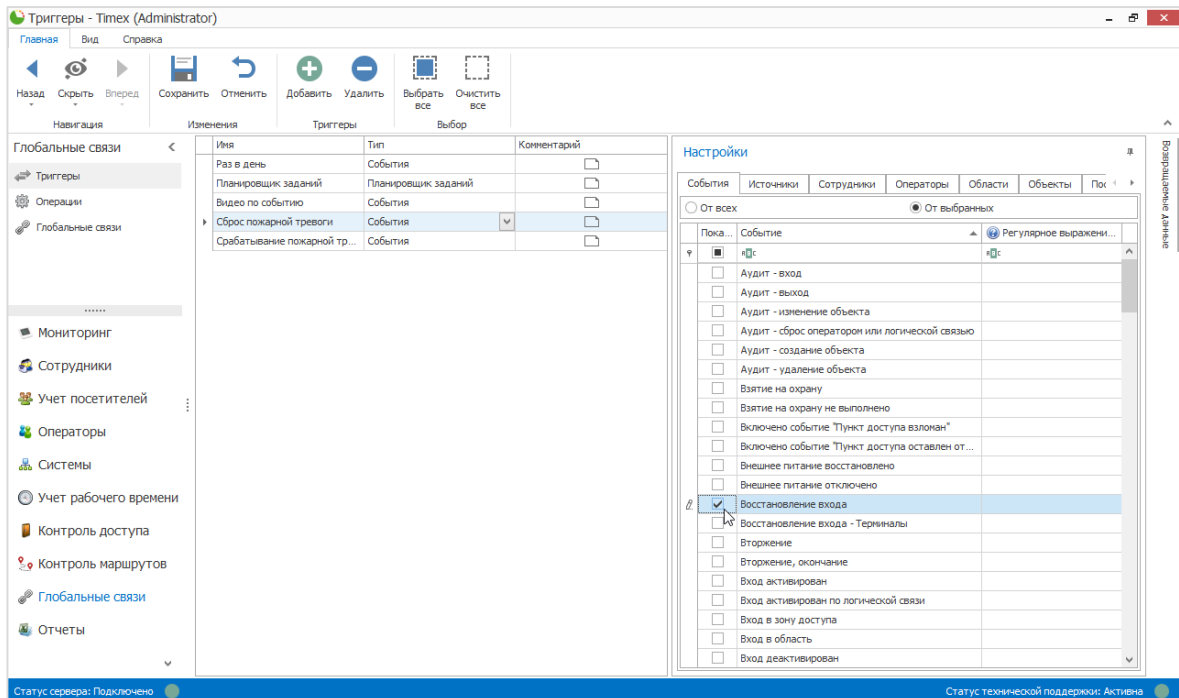 Триггеры - Timex (Administrator)
Главная Вид Справка
Назад Скрыть Вперед Сохранить Отменить Добавить Удалить Выбрать все Очистить все
Навигация Изменения Триггеры Выбор
Глобальные связи
Триггеры
Операции
Глобальные связи
Мониторинг
Сотрудники
Учет посетителей
Операторы
Системы
Учет рабочего времени
Контроль доступа
Контроль маршрутов
Глобальные связи
Отчеты
Имя Тип Комментарий
Раз в день События
Планировщик заданий Планировщик заданий
Видео по событию События
Сброс пожарной тревоги События
Срабатывание пожарной тр... События
Настройки
События Источники Сотрудники Операторы Области Объекты Пос
От всех От выбранных
Пока... Событие Регулярное выражени...
Аудит - вход
Аудит - выход
Аудит - изменение объекта
Аудит - сброс оператором или логической связью
Аудит - создание объекта
Аудит - удаление объекта
Взятие на охрану
Взятие на охрану не выполнено
Включено событие "Пункт доступа взломан"
Включено событие "Пункт доступа оставлен от...
Внешнее питание восстановлено
Внешнее питание отключено
Восстановление входа
Восстановление входа - Терминалы
Вторжение
Вторжение, окончание
Вход активирован
Вход активирован по логической связи
Вход в зону доступа
Вход в область
Вход деактивирован
Возвращаемые данные
Статус сервера: Подключено Статус технической поддержки: Активна